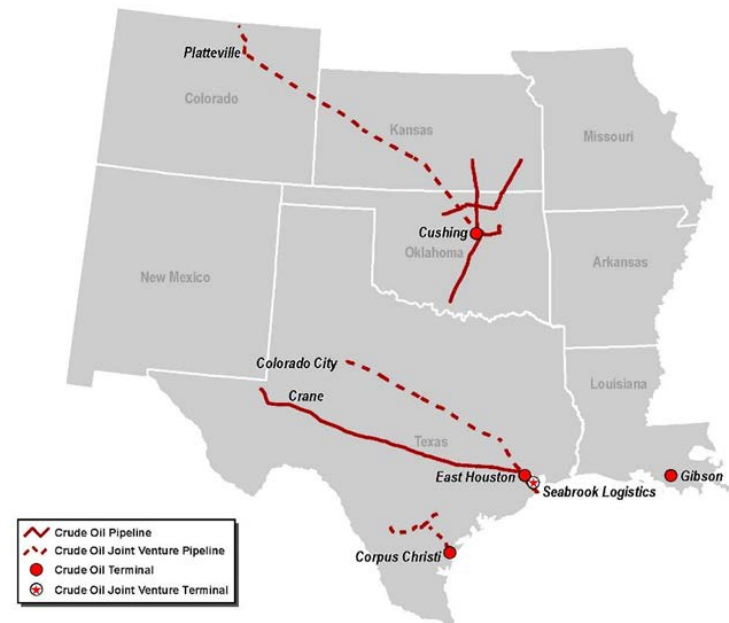 Platteville
Colorado
Kansas
Missouri
Cushing
Oklahoma
New Mexico
Arkansas
Colorado City
Louisiana
Crane
Texas
East Houston
Gibson
Seabrook Logistics
Corpus Christi
Crude Oil Pipeline
Crude Oil Joint Venture Pipeline
Crude Oil Terminal
Crude Oil Joint Venture Terminal